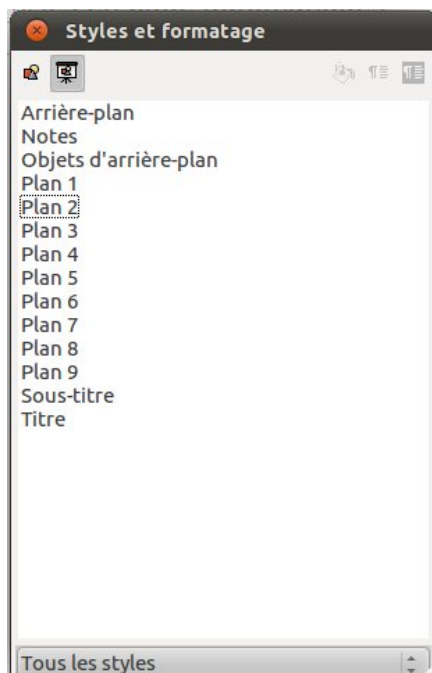 Styles et formatage
Arrière-plan
Notes
Objets d'arrière-plan
Plan 1
Plan 2
Plan 3
Plan 4
Plan 5
Plan 6
Plan 7
Plan 8
Plan 9
Sous-titre
Titre
Tous les styles